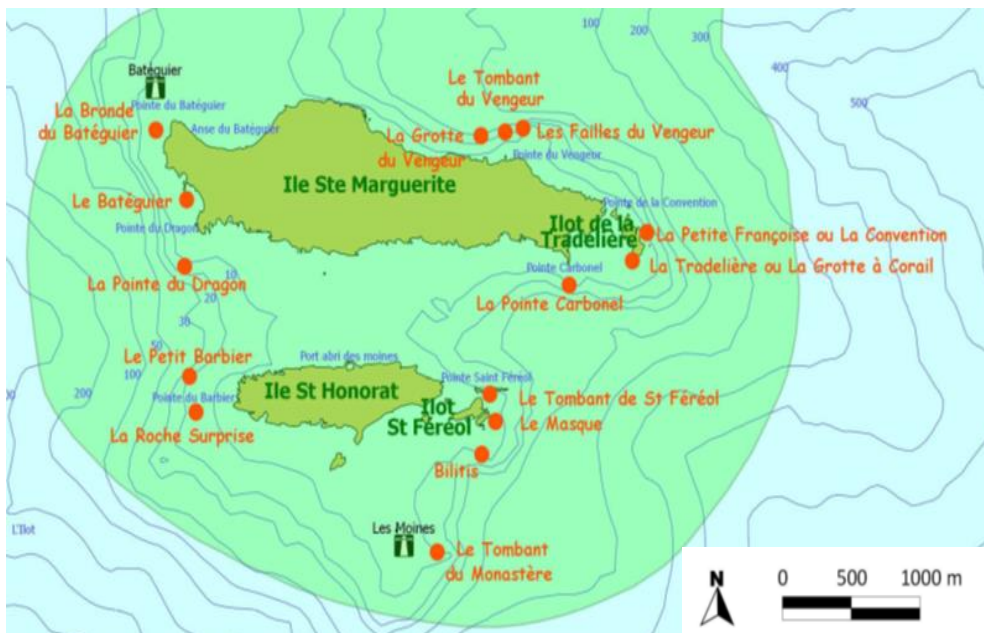 100
200
300
400
500
Batéguier
Pointe du Batéguier
La Bronde
du Batéguier
Anse du Batéguier
Le Tombant
du Vengeur
La Grotte
du Vengeur
Les Failles du Vengeur
Pointe du Vengeur
Ile Ste Marguerite
Le Batéguier
Pointe du Dragon
Pointe de la Convention
Ilot de la
Tradelière
La Petite Françoise ou La Convention
La Tradelière ou La Grotte à Corail
Pointe Carbonel
La Pointe Carbonel
La Pointe du Dragon
10
20
30
50
100
200
Le Petit Barbier
Pointe du Barbier
La Roche Surprise
Port abri des moines
Ile St Honorat
Pointe Saint Féréol
Ilot
St Féréol
Le Tombant de St Féréol
Le Masque
Bilitis
L'Ilot
Les Moines
Le Tombant
du Monastère
N
0 500 1000 m